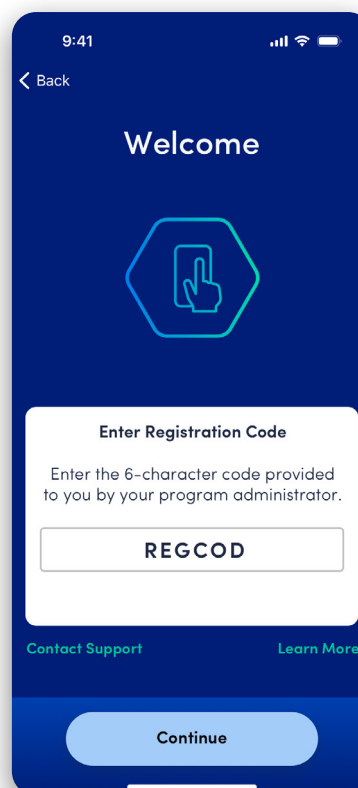 9:41
Back
Welcome
Enter Registration Code
Enter the 6-character code provided
to you by your program administrator.
REGCOD
Contact Support Learn More
Continue